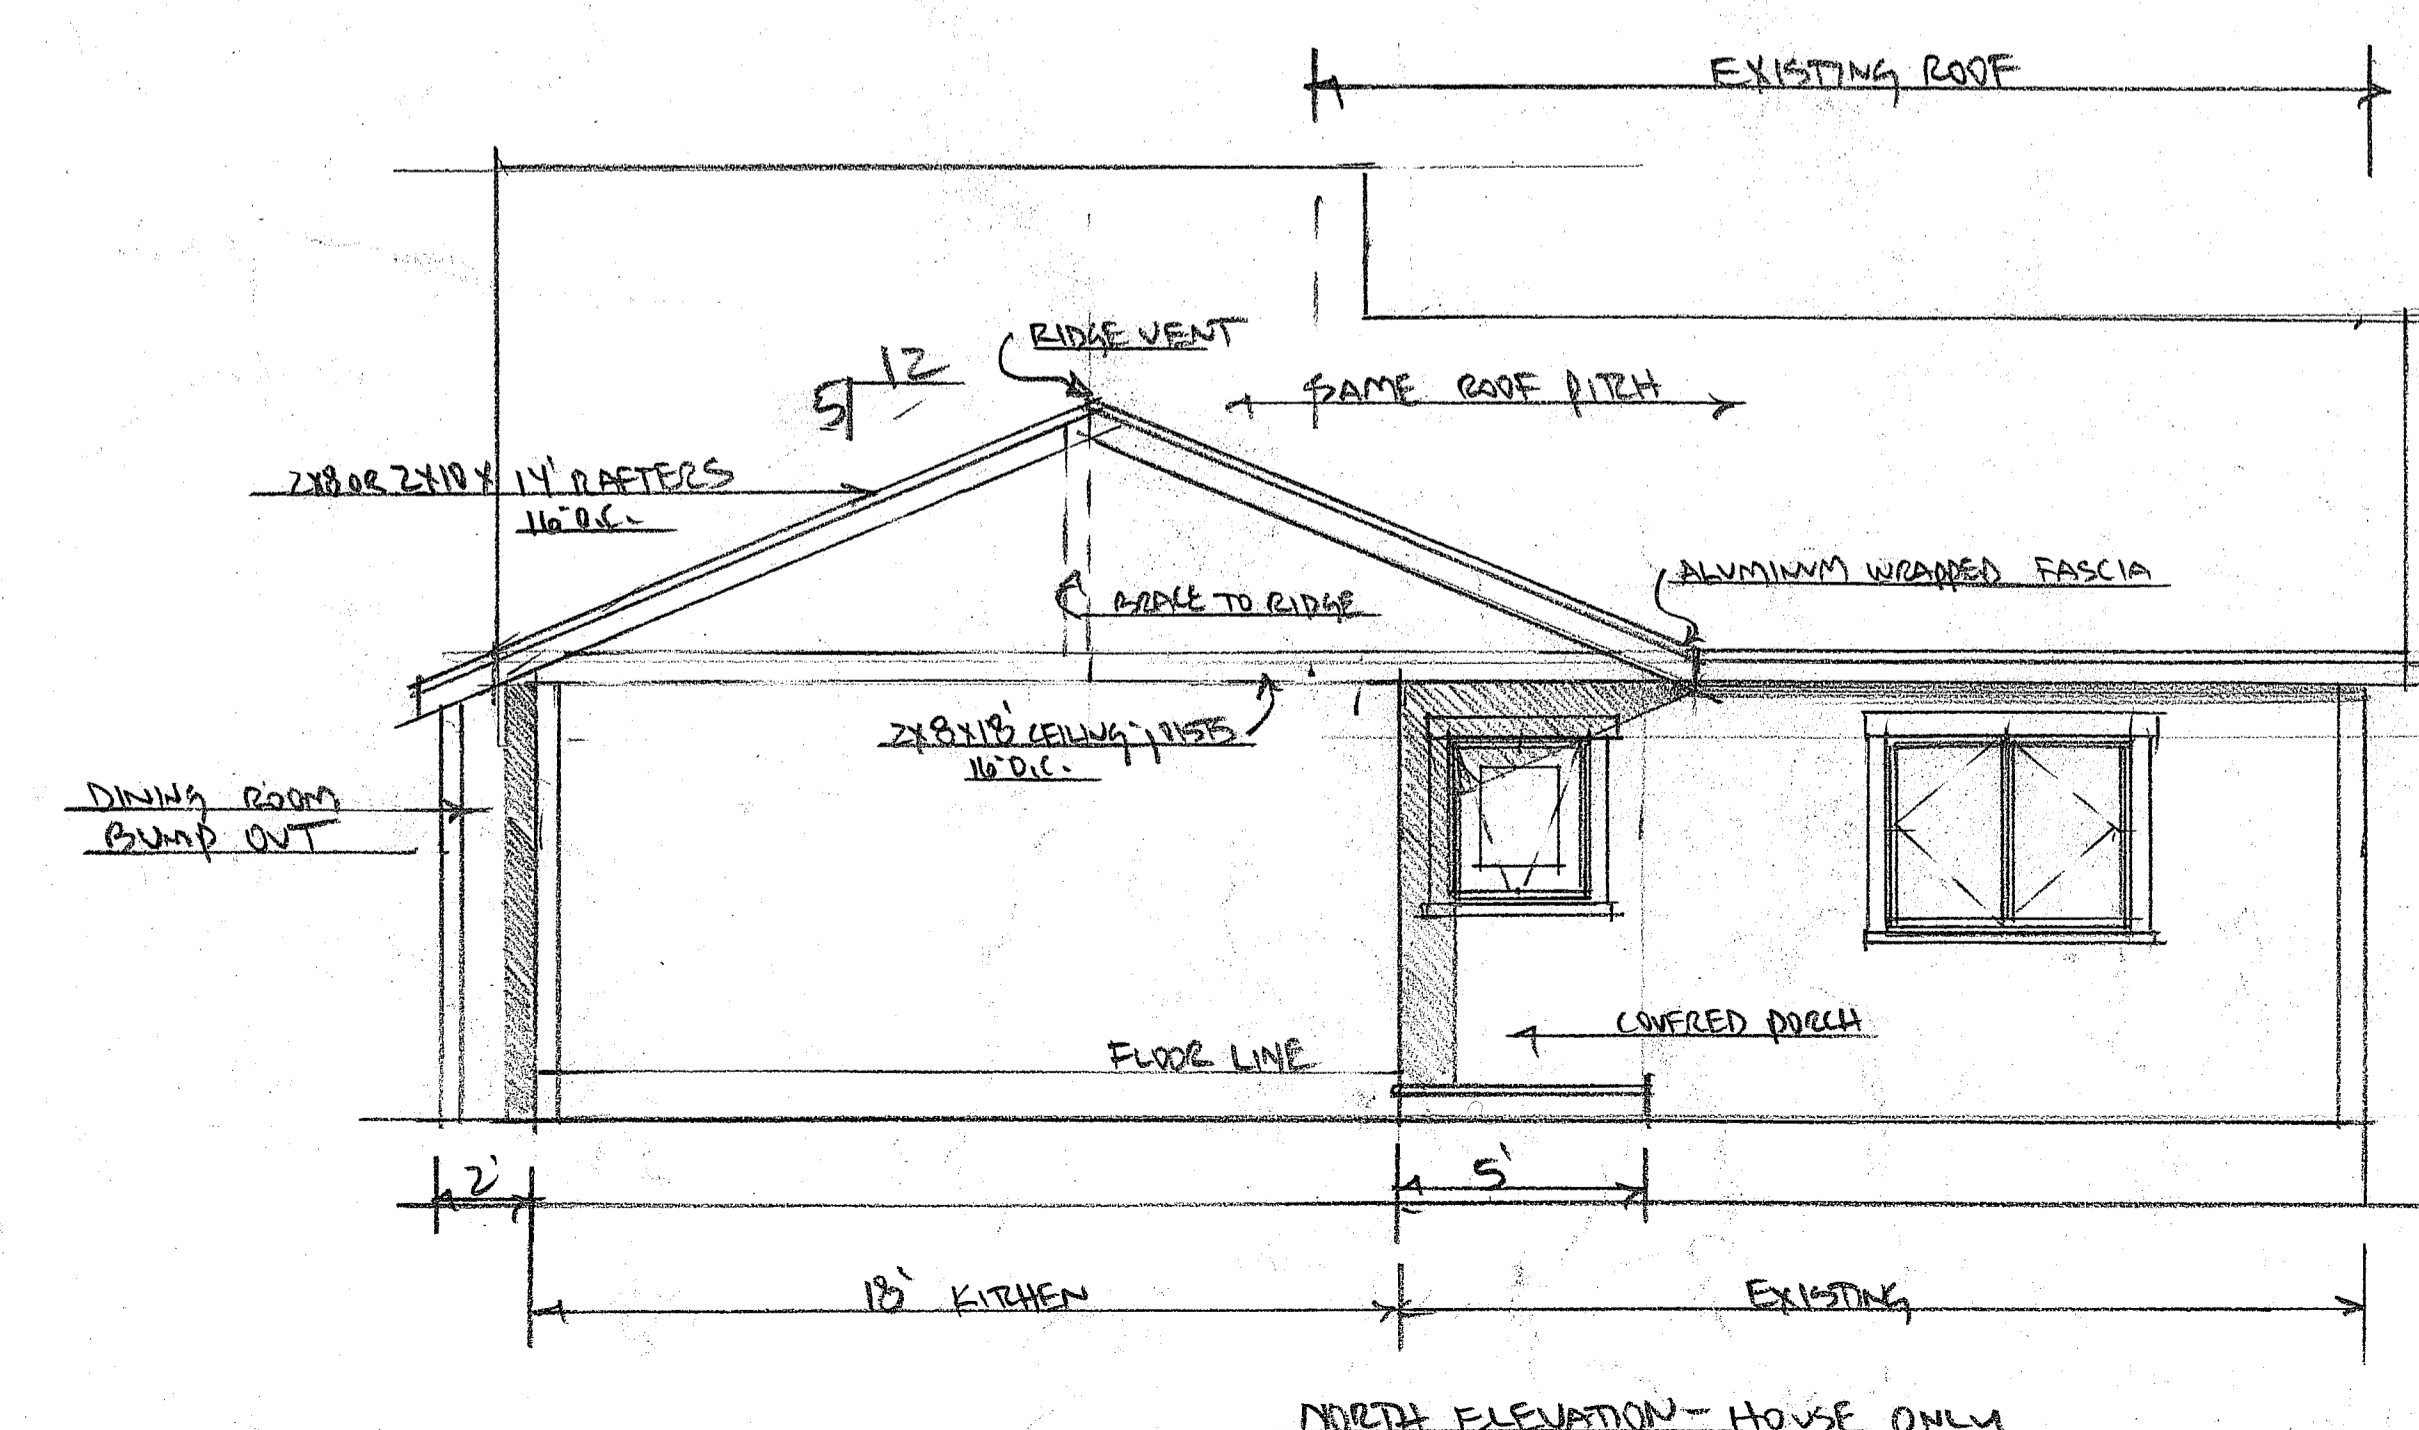 EXISTING ROOF
RIDGE VENT
12
5
SAME ROOF PITCH
2X8 OR 2X10 X 14' RAFTERS
16" O.C.
ALUMINUM WRAPPED FASCIA
BRACE TO RIDGE
2X8X18' CEILING JOISTS
16" O.C.
DINING ROOM
BUMP OUT
COVERED PORCH
FLOOR LINE
2'
5'
18' KITCHEN
EXISTING
NORTH ELEVATION - HOUSE ONLY